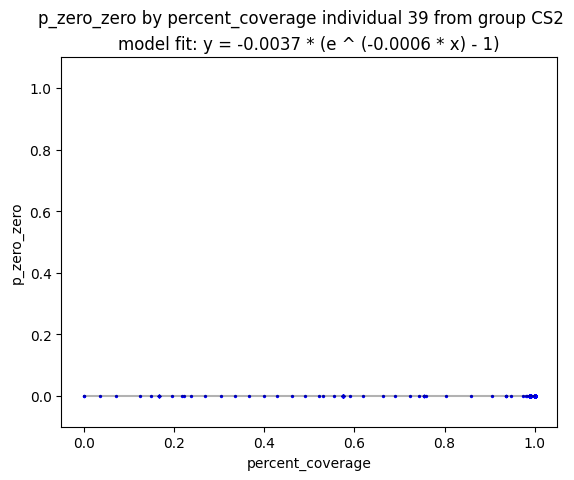 p_zero_zero by percent_coverage individual 39 from group CS2
model fit: y = -0.0037 * (e ^ (-0.0006 * x) - 1)
1.0
0.8
0.6
0.4
0.2
0.0
p_zero_zero
0.0 0.2 0.4 0.6 0.8 1.0
percent_coverage